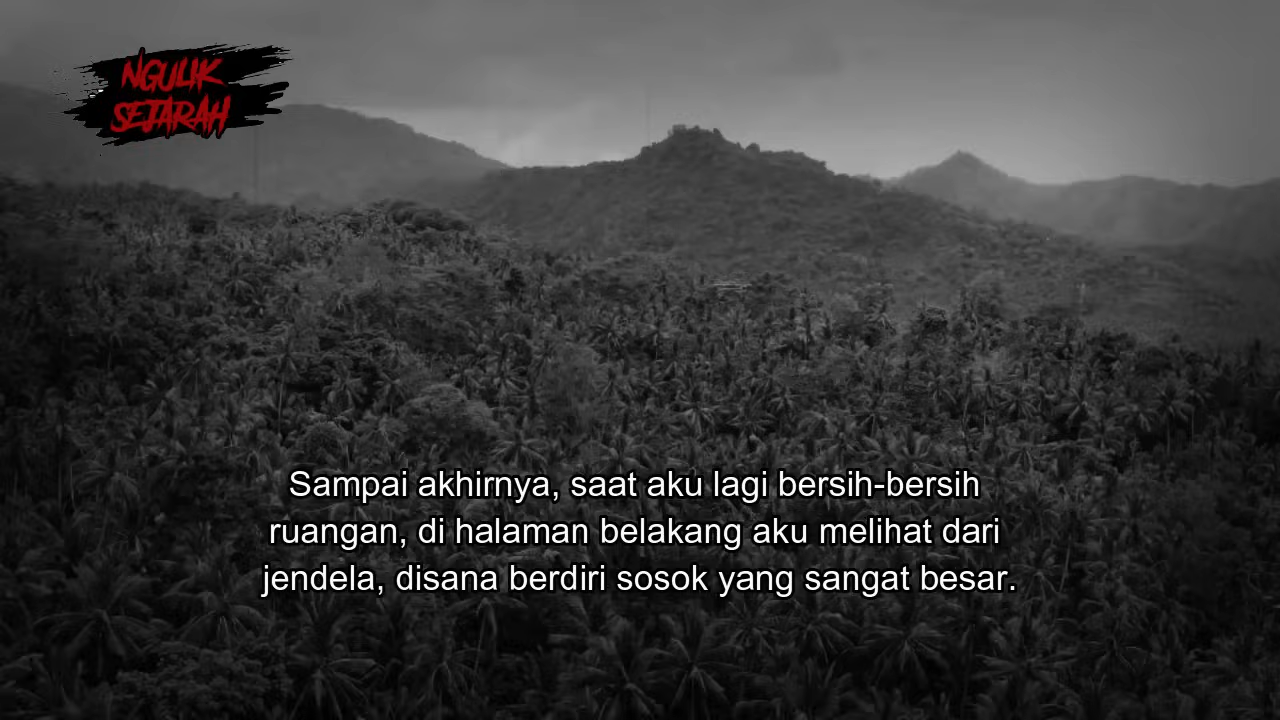 NGULIK
SEJARAH
Sampai akhirnya, saat aku lagi bersih-bersih
ruangan, di halaman belakang aku melihat dari
jendela, disana berdiri sosok yang sangat besar.